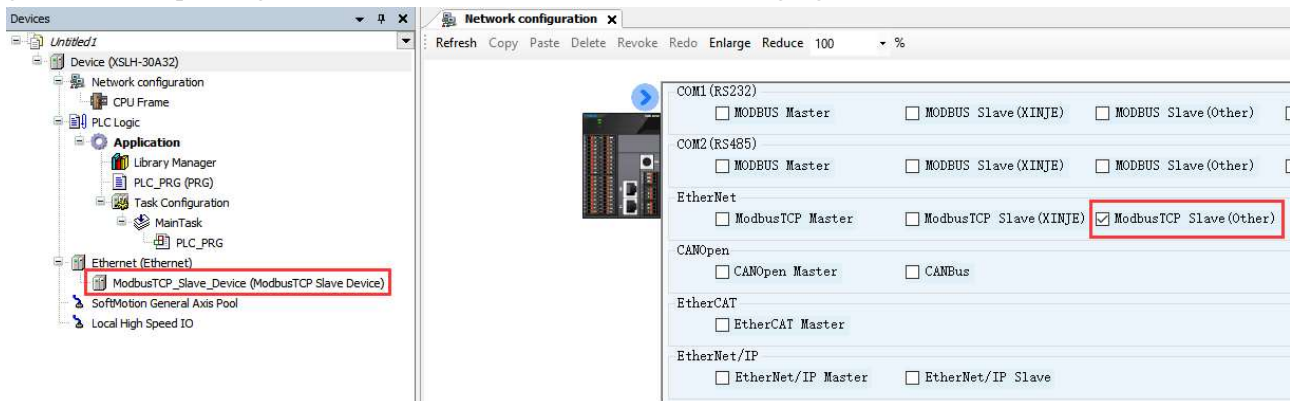 Devices
Untitled1
Device (XSLH-30A32)
Network configuration
CPU Frame
PLC Logic
Application
Library Manager
PLC_PRG (PRG)
Task Configuration
MainTask
PLC_PRG
Ethernet (Ethernet)
ModbusTCP_Slave_Device (ModbusTCP Slave Device)
SoftMotion General Axis Pool
Local High Speed IO
Network configuration
Refresh Copy Paste Delete Revoke Redo Enlarge Reduce 100 %
COM1(RS232)
MODBUS Master MODBUS Slave(XINJE) MODBUS Slave(Other)
COM2(RS485)
MODBUS Master MODBUS Slave(XINJE) MODBUS Slave(Other)
EtherNet
ModbusTCP Master ModbusTCP Slave(XINJE) ModbusTCP Slave(Other)
CANOpen
CANOpen Master CANBus
EtherCAT
EtherCAT Master
EtherNet/IP
EtherNet/IP Master EtherNet/IP Slave